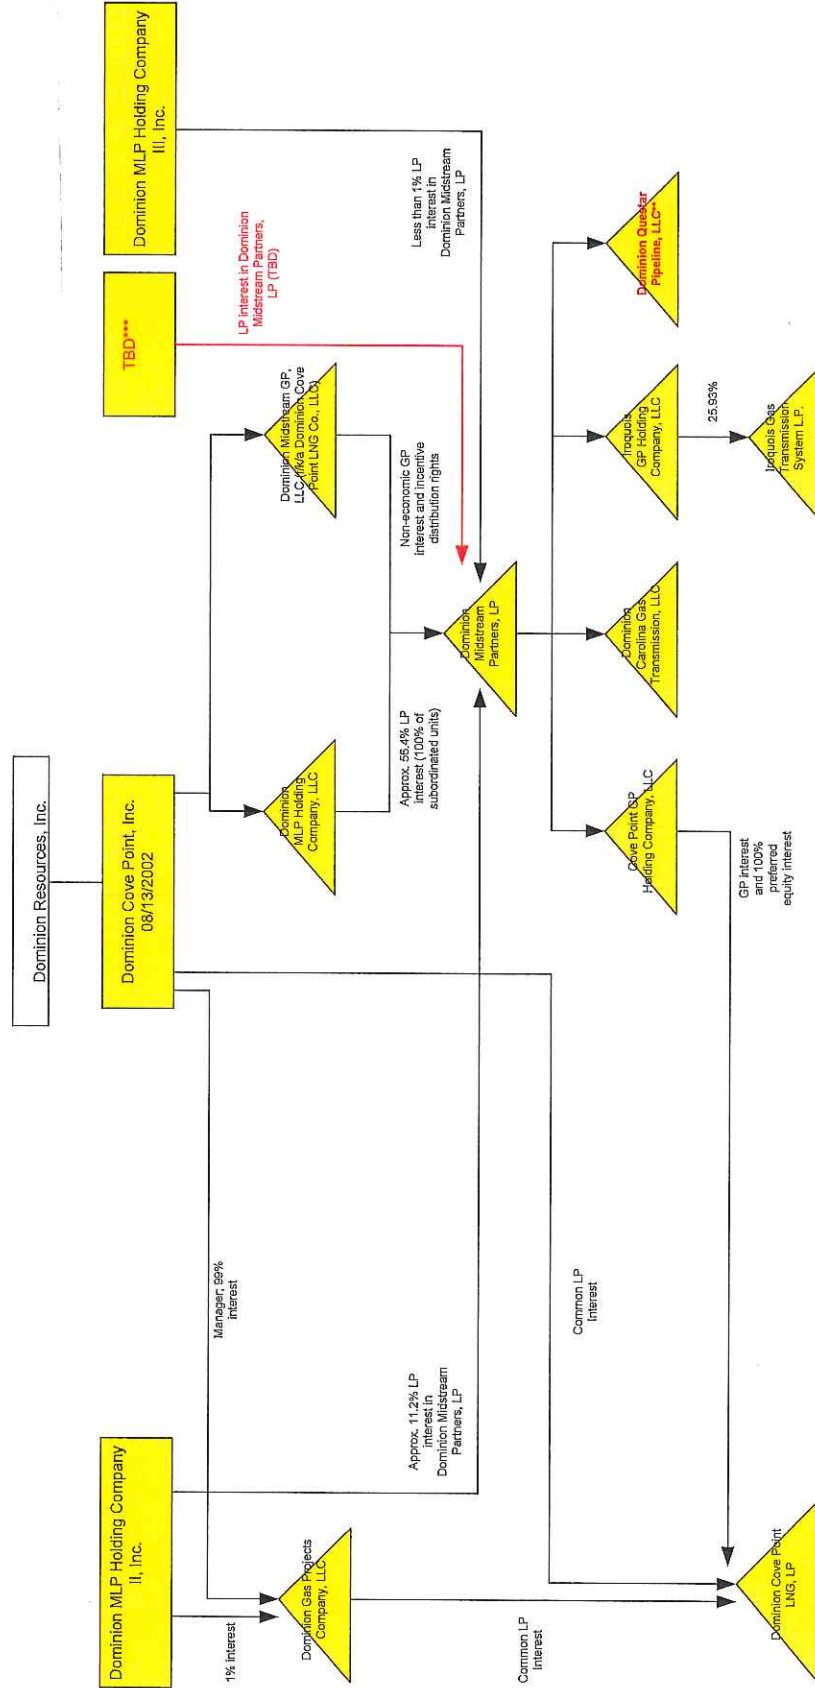 Dominion Resources, Inc.
Dominion MLP Holding Company
II, Inc.
Dominion Cove Point, Inc.
08/13/2002
TBD***
Dominion MLP Holding Company
III, Inc.
1% interest
Manager; 99%
interest
LP interest in Dominion
Midstream Partners,
LP (TBD)
Dominion Gas Projects
Company, LLC
Dominion
MLP Holding
Company, LLC
Dominion Midstream GP,
LLC (f/k/a Dominion Cove
Point LNG Co., LLC)
Approx. 11.2% LP
interest in
Dominion Midstream
Partners, LP
Approx. 56.4% LP
interest (100% of
subordinated units)
Non-economic GP
interest and incentive
distribution rights
Less than 1% LP
interest in
Dominion Midstream
Partners, LP
Dominion
Midstream
Partners, LP
Common LP
Interest
Common LP
Interest
Cove Point GP
Holding Company, LLC
Dominion
Carolina Gas
Transmission, LLC
Iroquois
GP Holding
Company, LLC
Dominion Questar
Pipeline, LLC**
GP interest
and 100%
preferred
equity interest
25.93%
Dominion Cove Point
LNG, LP
Iroquois Gas
Transmission
System L.P.